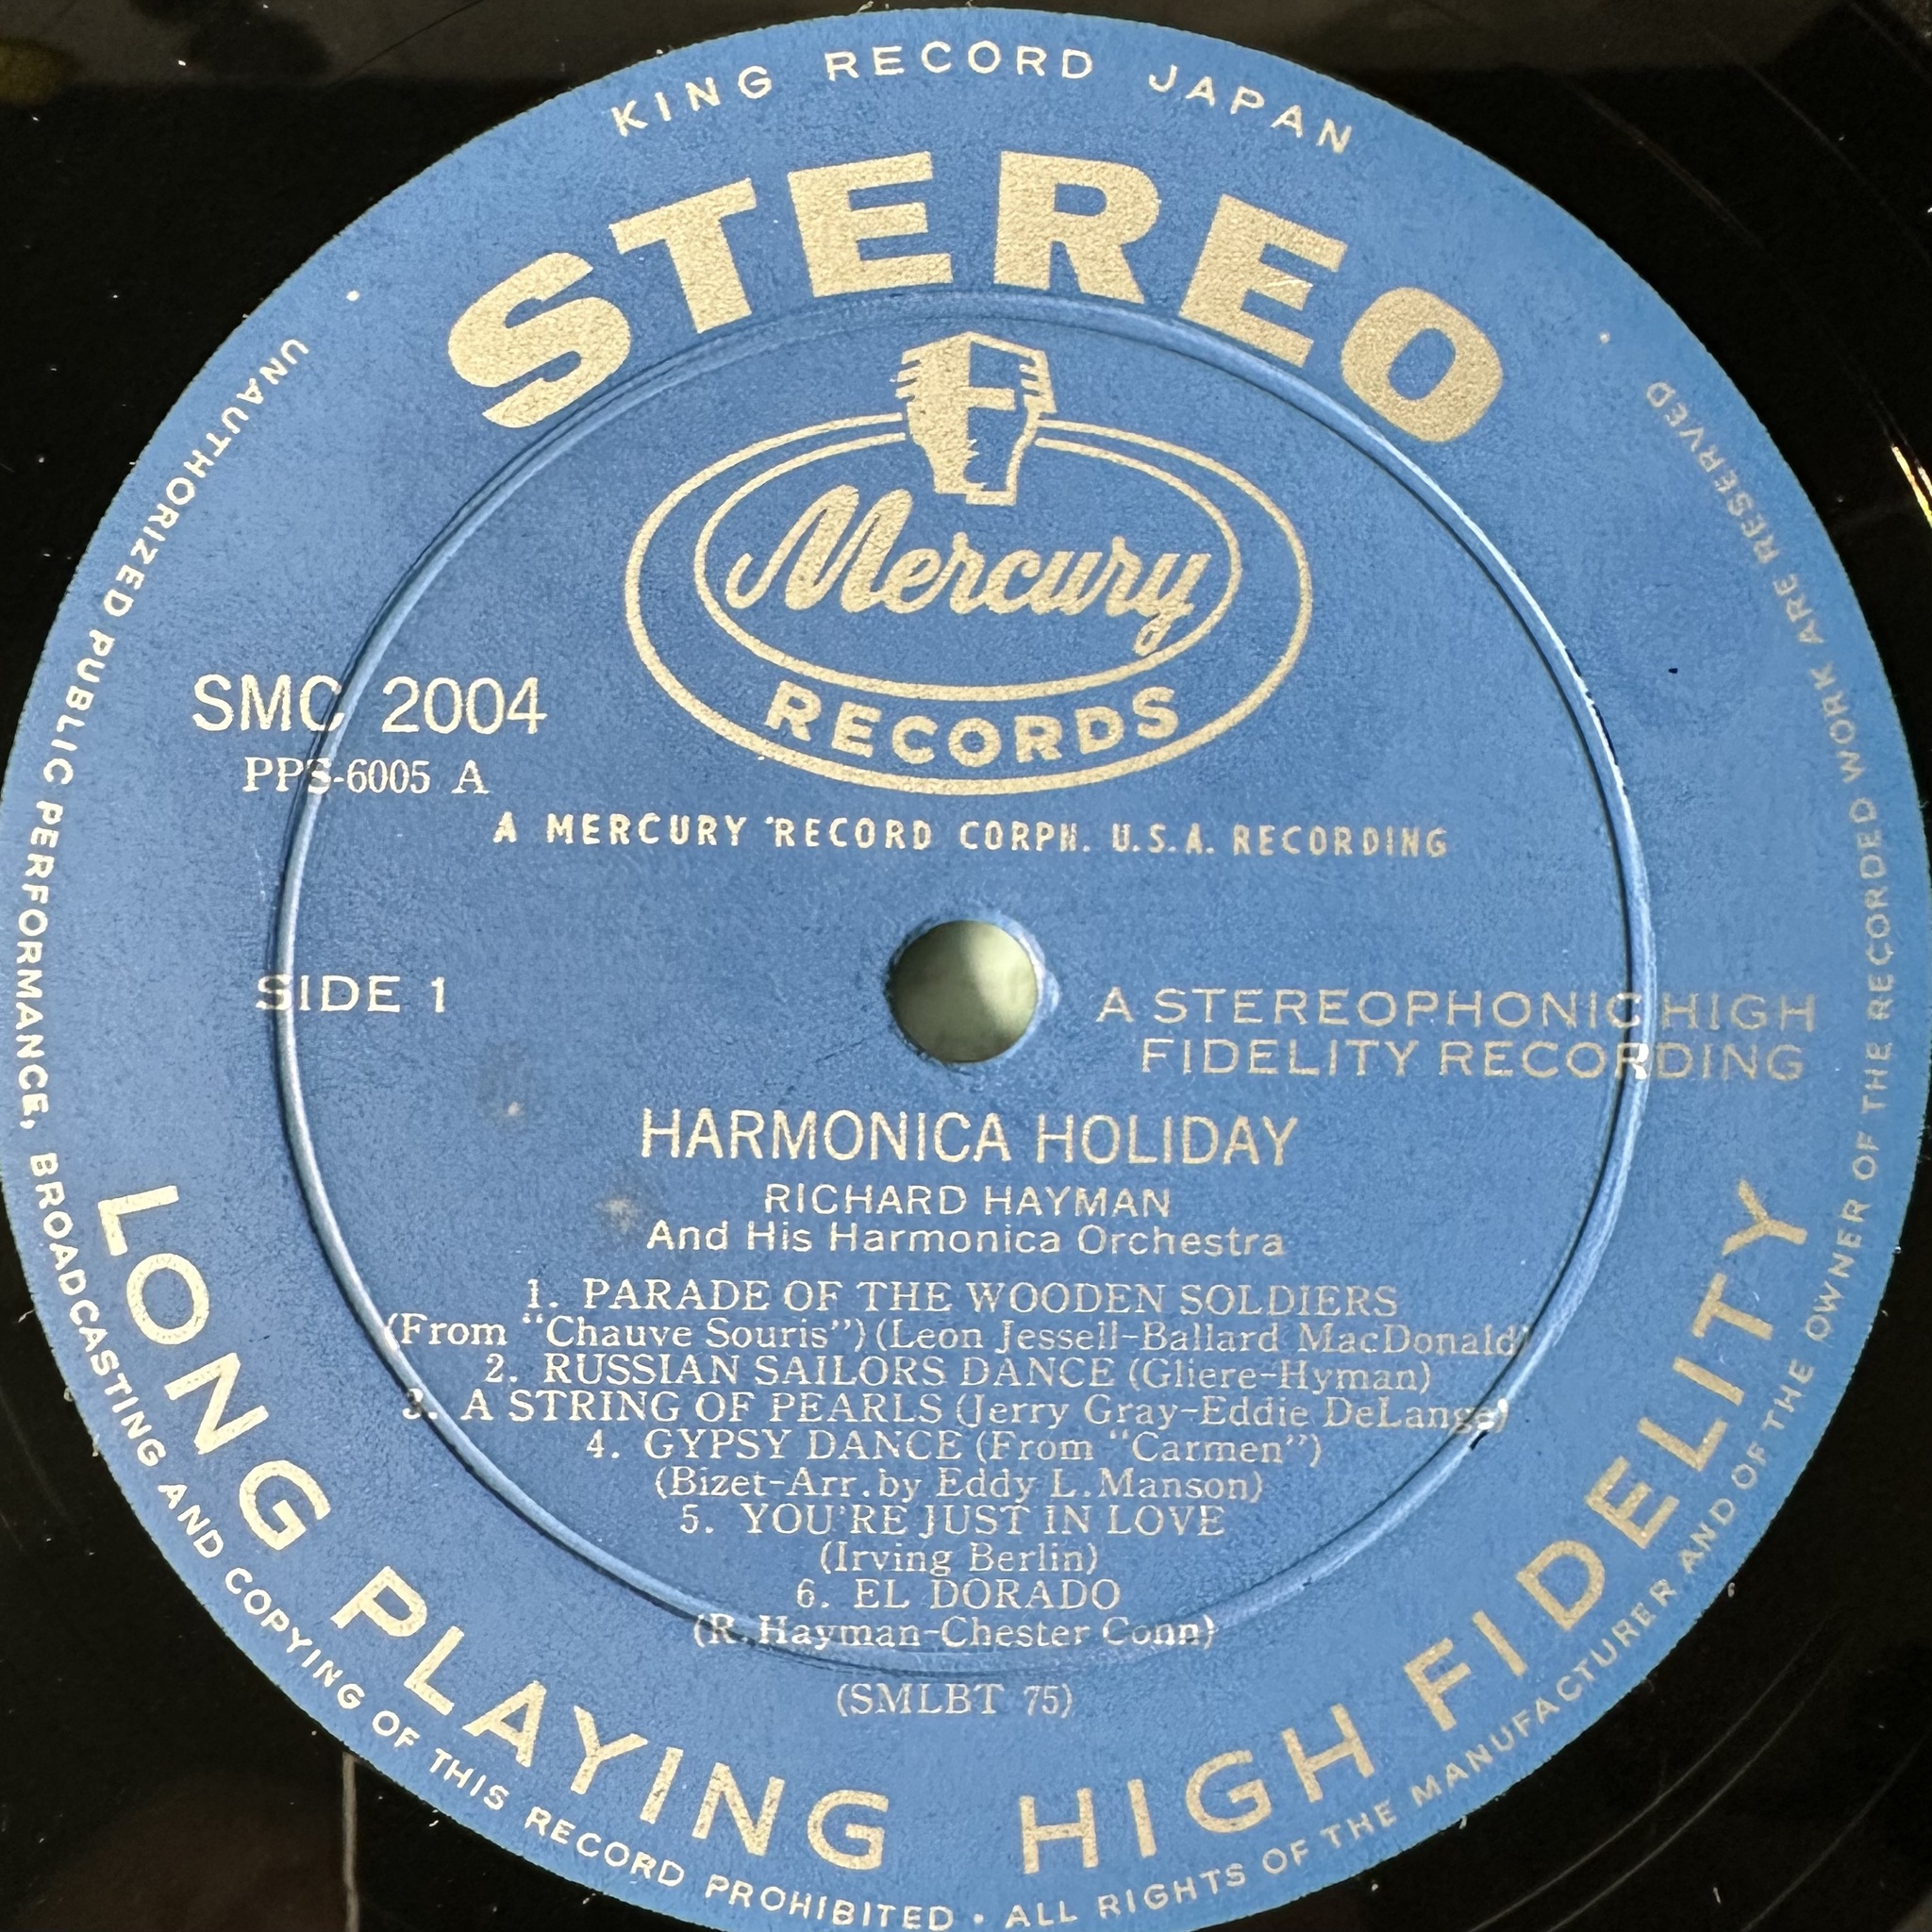 KING RECORD JAPAN
STEREO
Mercury
RECORDS
SMC 2004
PPS-6005 A
A MERCURY RECORD CORPN. U.S.A. RECORDING
SIDE 1
A STEREOPHONIC HIGH
FIDELITY RECORDING
HARMONICA HOLIDAY
RICHARD HAYMAN
And His Harmonica Orchestra
1. PARADE OF THE WOODEN SOLDIERS
(From "Chauve Souris") (Leon Jessell-Ballard MacDonald)
2. RUSSIAN SAILORS DANCE (Gliere-Hyman)
3. A STRING OF PEARLS (Jerry Gray-Eddie DeLange)
4. GYPSY DANCE (From "Carmen")
(Bizet-Arr. by Eddy L. Manson)
5. YOU'RE JUST IN LOVE
(Irving Berlin)
6. EL DORADO
(R. Hayman-Chester Conn)
(SMLBT 75)
LONG PLAYING HIGH FIDELITY
UNAUTHORIZED PUBLIC PERFORMANCE, BROADCASTING AND COPYING OF THIS RECORD PROHIBITED • ALL RIGHTS OF THE MANUFACTURER AND OF THE OWNER OF THE RECORDED WORK ARE RESERVED